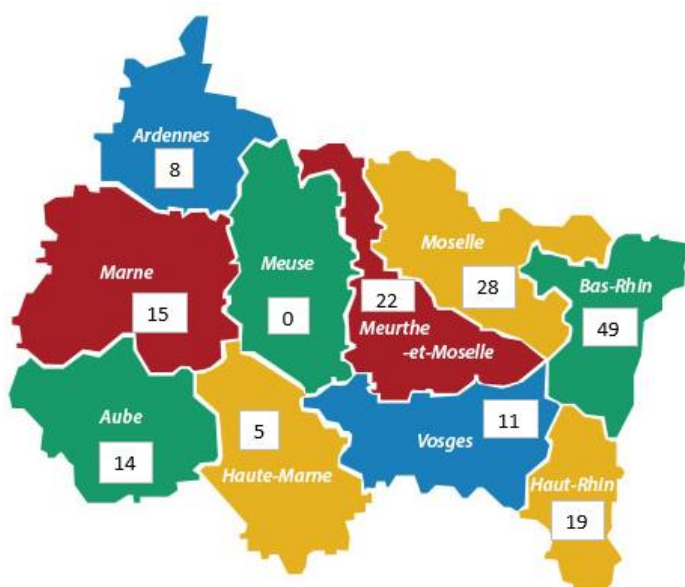 Ardennes
8
Marne
15
Meuse
0
Meurthe
-et-Moselle
22
Moselle
28
Bas-Rhin
49
Aube
14
Haute-Marne
5
Vosges
11
Haut-Rhin
19